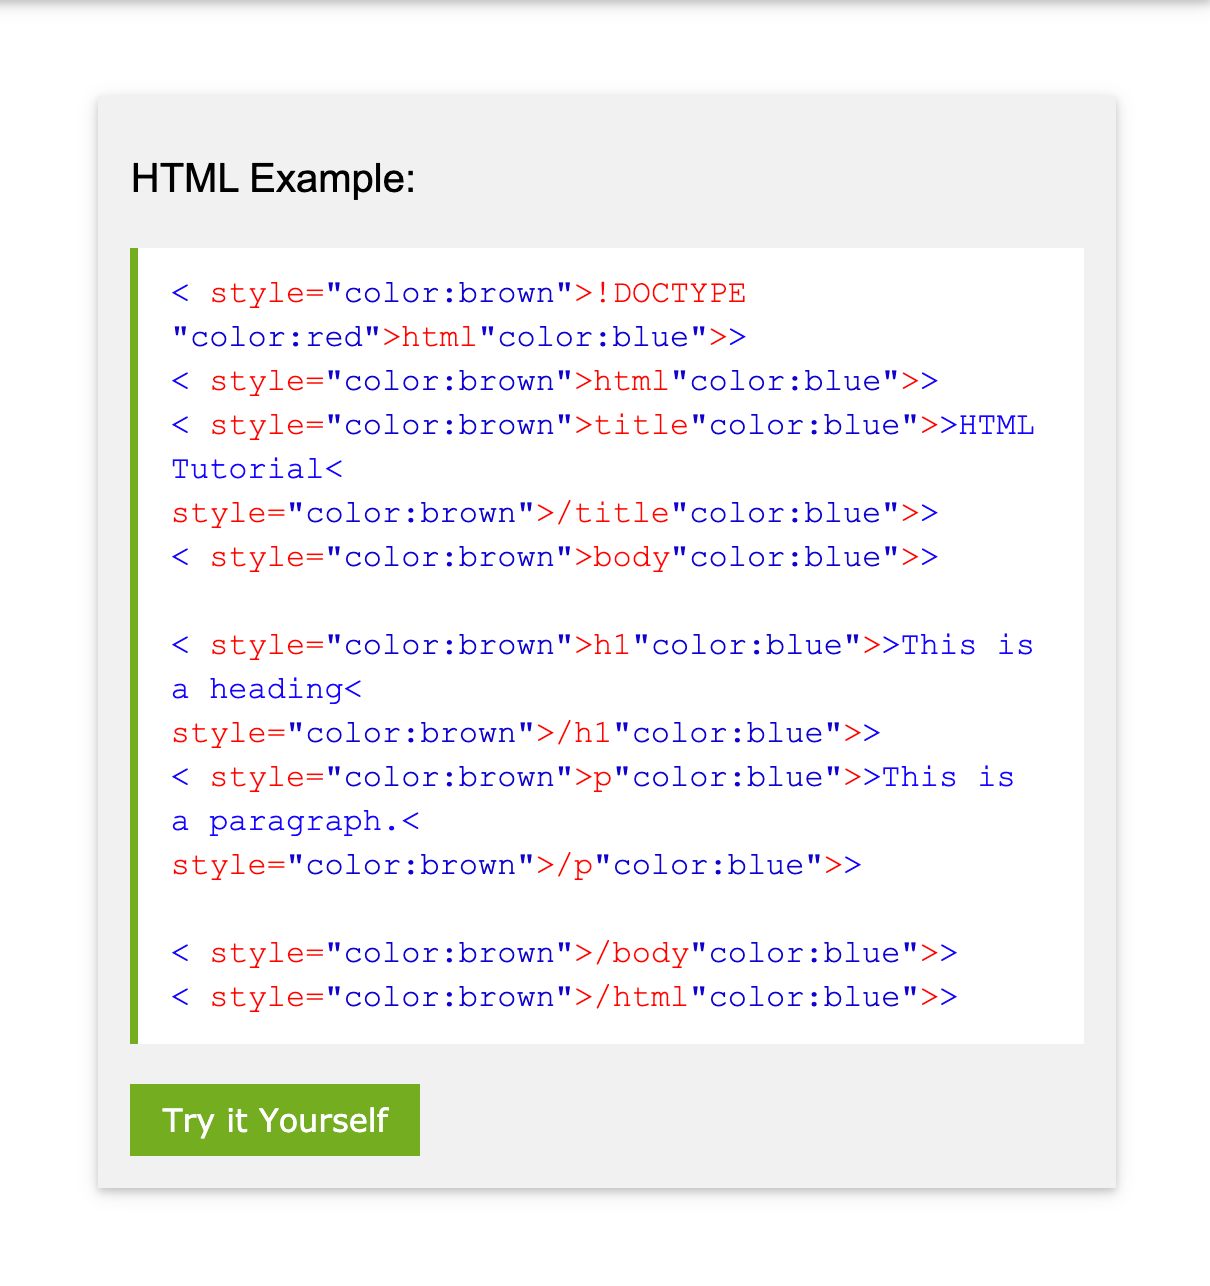 HTML Example:
< style="color:brown">!DOCTYPE
"color:red">html"color:blue">>
< style="color:brown">html"color:blue">>
< style="color:brown">title"color:blue">>HTML
Tutorial<
style="color:brown">/title"color:blue">>
< style="color:brown">body"color:blue">>
< style="color:brown">h1"color:blue">>This is
a heading<
style="color:brown">/h1"color:blue">>
< style="color:brown">p"color:blue">>This is
a paragraph.<
style="color:brown">/p"color:blue">>
< style="color:brown">/body"color:blue">>
< style="color:brown">/html"color:blue">>
Try it Yourself